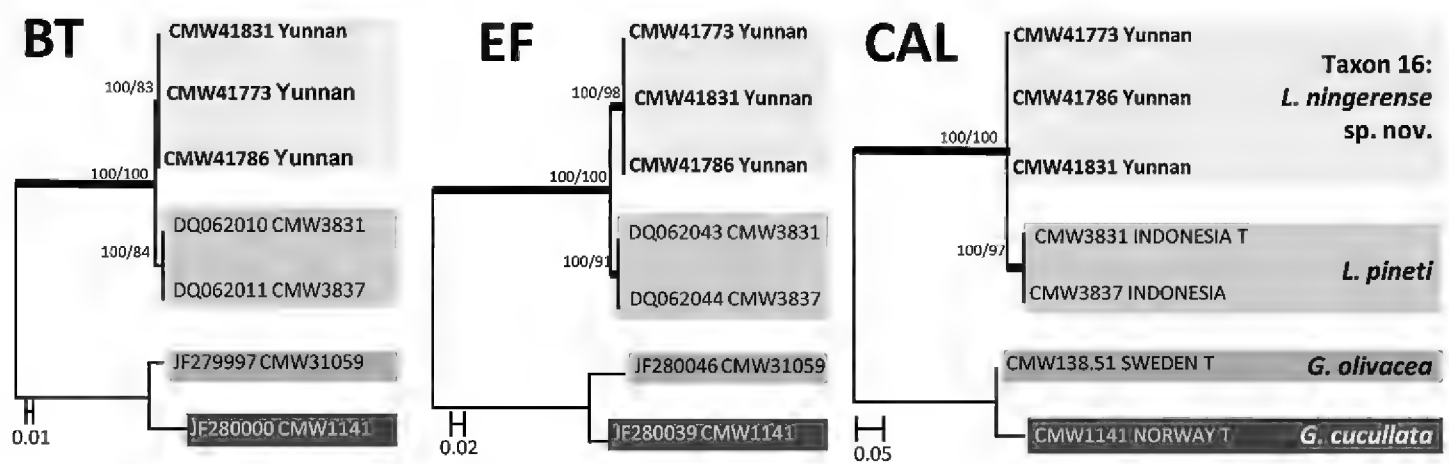 BT
CMW41831 Yunnan
100/83
CMW41773 Yunnan
CMW41786 Yunnan
100/100
DQ062010 CMW3831
100/84
DQ062011 CMW3837
JF279997 CMW31059
JF280000 CMW1141
0.01
EF
CMW41773 Yunnan
100/98
CMW41831 Yunnan
CMW41786 Yunnan
100/100
DQ062043 CMW3831
100/91
DQ062044 CMW3837
JF280046 CMW31059
JF280039 CMW1141
0.02
CAL
CMW41773 Yunnan
CMW41786 Yunnan
100/100
CMW41831 Yunnan
Taxon 16:
L. ningerense
sp. nov.
CMW3831 INDONESIA T
100/97
L. pineti
CMW3837 INDONESIA
CMW138.51 SWEDEN T
G. olivacea
CMW1141 NORWAY T
G. cucullata
0.05